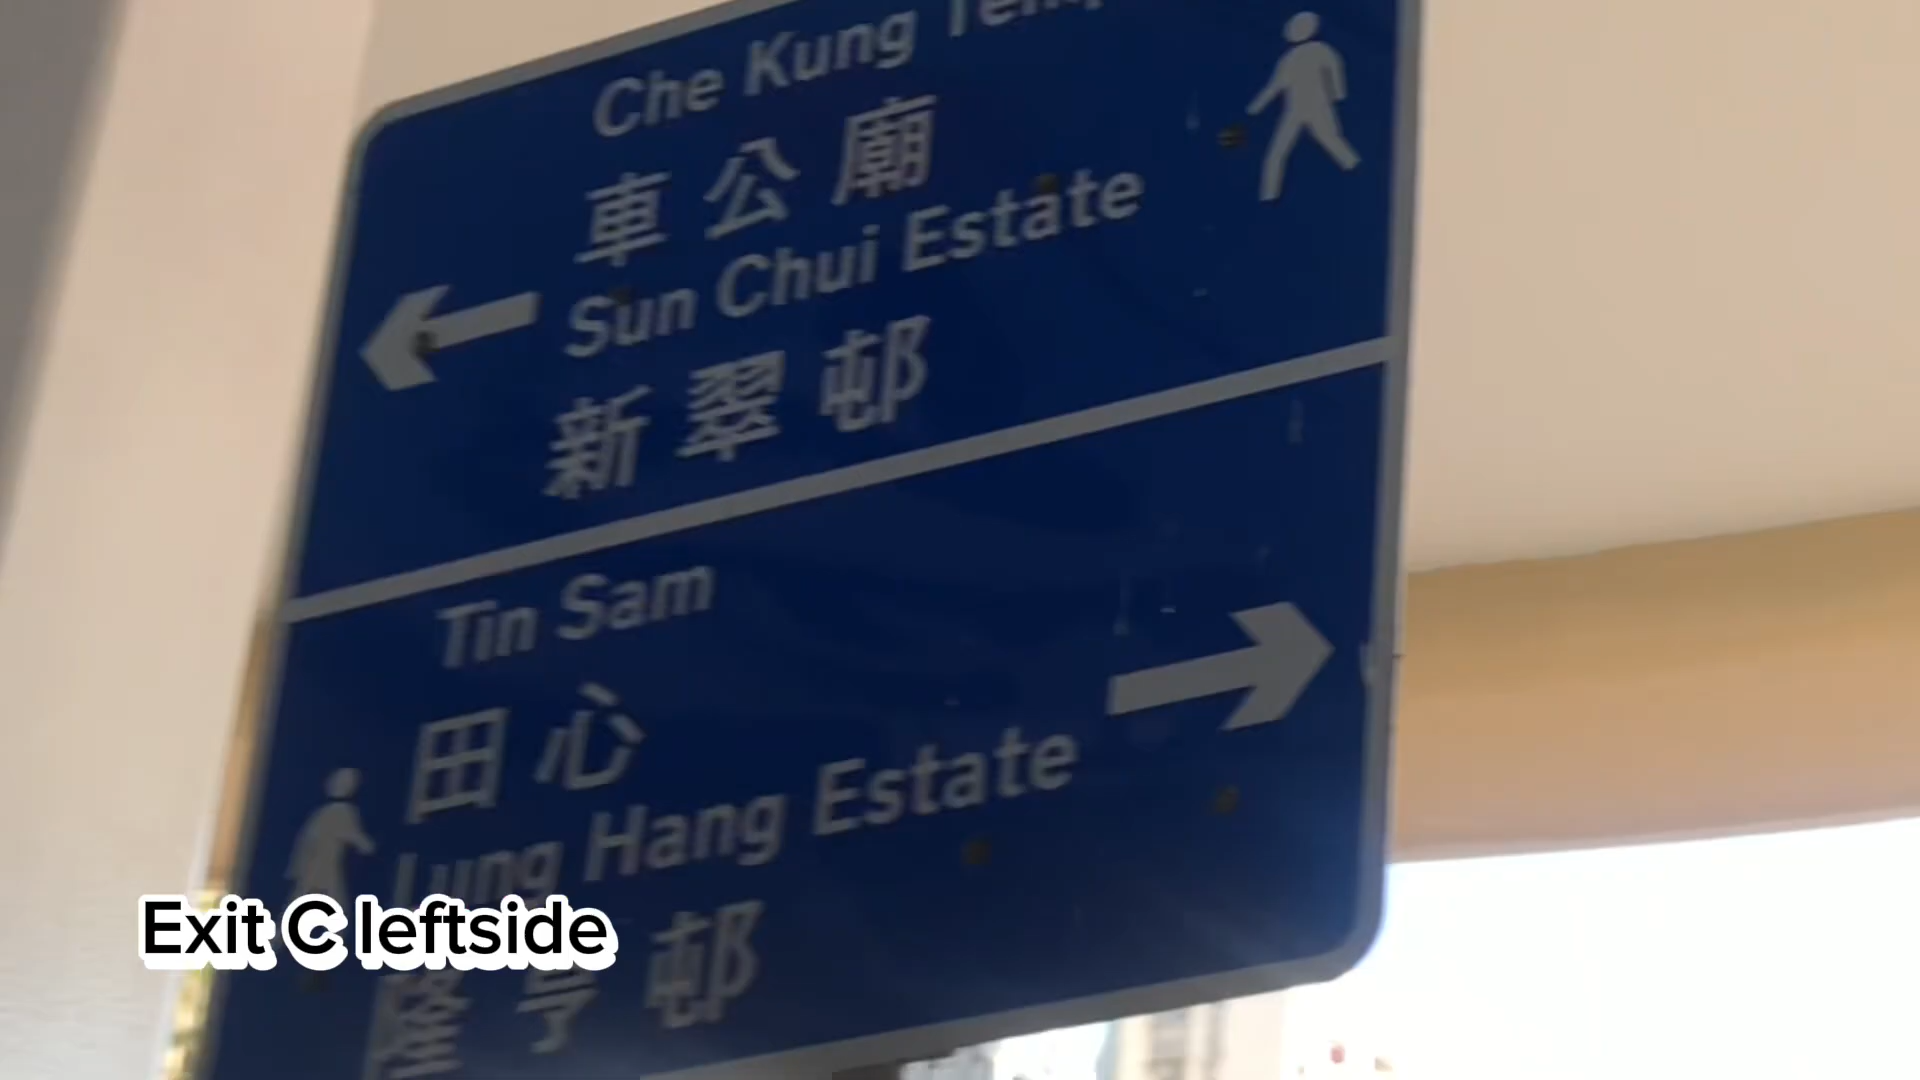 Che Kung
車公廟
Sun Chui Estate
新翠邨
Tin Sam
田心
Lung Hang Estate
隆亨邨
Exit C leftside